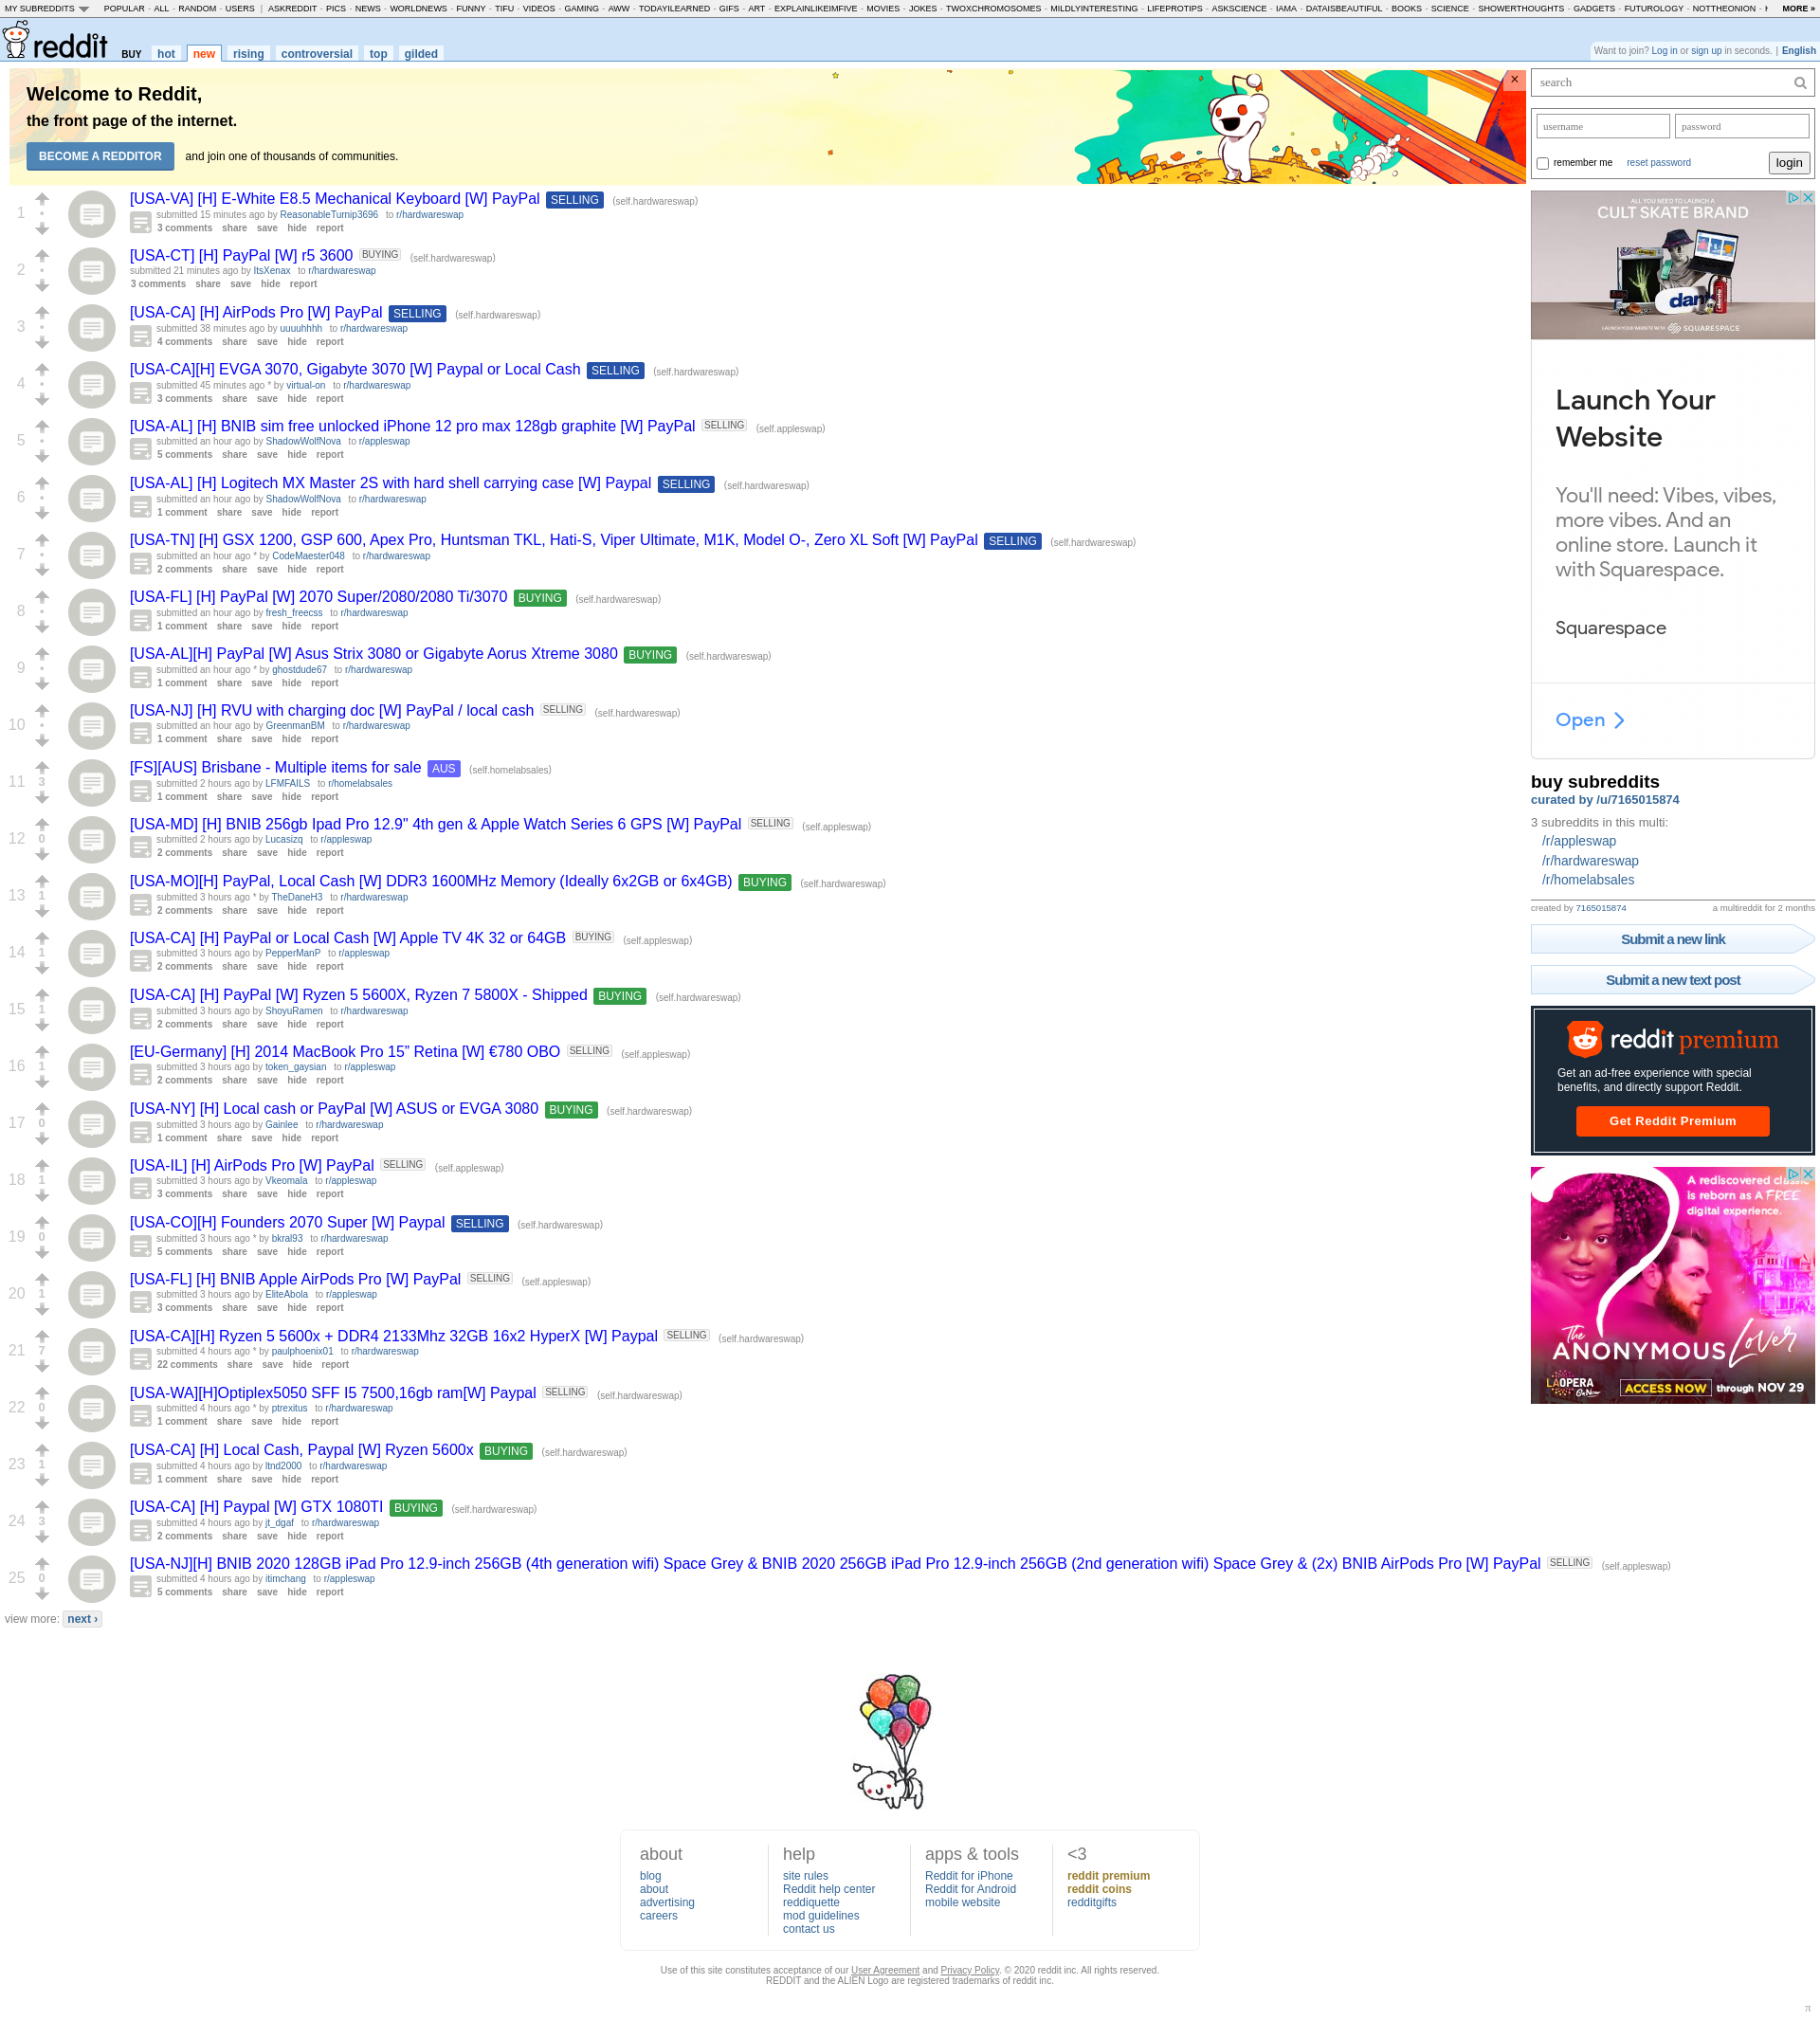 MY SUBREDDITS POPULAR - ALL - RANDOM - USERS | ASKREDDIT - PICS - NEWS - WORLDNEWS - FUNNY - TIFU - VIDEOS - GAMING - AWW - TODAYILEARNED - GIFS - ART - EXPLAINLIKEIMFIVE - MOVIES - JOKES - TWOXCHROMOSOMES - MILDLYINTERESTING - LIFEPROTIPS - ASKSCIENCE - IAMA - DATAISBEAUTIFUL - BOOKS - SCIENCE - SHOWERTHOUGHTS - GADGETS - FUTUROLOGY - NOTTHEONION - MORE »
reddit BUY hot new rising controversial top gilded
Want to join? Log in or sign up in seconds. | English
Welcome to Reddit,
the front page of the internet.
BECOME A REDDITOR and join one of thousands of communities.
×
1
[USA-VA] [H] E-White E8.5 Mechanical Keyboard [W] PayPal SELLING (self.hardwareswap)
submitted 15 minutes ago by ReasonableTurnip3696 to r/hardwareswap
3 comments share save hide report
2
[USA-CT] [H] PayPal [W] r5 3600 BUYING (self.hardwareswap)
submitted 21 minutes ago by ItsXenax to r/hardwareswap
3 comments share save hide report
3
[USA-CA] [H] AirPods Pro [W] PayPal SELLING (self.hardwareswap)
submitted 38 minutes ago by uuuuhhhh to r/hardwareswap
4 comments share save hide report
4
[USA-CA][H] EVGA 3070, Gigabyte 3070 [W] Paypal or Local Cash SELLING (self.hardwareswap)
submitted 45 minutes ago * by virtual-on to r/hardwareswap
3 comments share save hide report
5
[USA-AL] [H] BNIB sim free unlocked iPhone 12 pro max 128gb graphite [W] PayPal SELLING (self.appleswap)
submitted an hour ago by ShadowWolfNova to r/appleswap
5 comments share save hide report
6
[USA-AL] [H] Logitech MX Master 2S with hard shell carrying case [W] Paypal SELLING (self.hardwareswap)
submitted an hour ago by ShadowWolfNova to r/hardwareswap
1 comment share save hide report
7
[USA-TN] [H] GSX 1200, GSP 600, Apex Pro, Huntsman TKL, Hati-S, Viper Ultimate, M1K, Model O-, Zero XL Soft [W] PayPal SELLING (self.hardwareswap)
submitted an hour ago * by CodeMaester048 to r/hardwareswap
2 comments share save hide report
8
[USA-FL] [H] PayPal [W] 2070 Super/2080/2080 Ti/3070 BUYING (self.hardwareswap)
submitted an hour ago by fresh_freecss to r/hardwareswap
1 comment share save hide report
9
[USA-AL][H] PayPal [W] Asus Strix 3080 or Gigabyte Aorus Xtreme 3080 BUYING (self.hardwareswap)
submitted an hour ago * by ghostdude67 to r/hardwareswap
1 comment share save hide report
10
[USA-NJ] [H] RVU with charging doc [W] PayPal / local cash SELLING (self.hardwareswap)
submitted an hour ago by GreenmanBM to r/hardwareswap
1 comment share save hide report
11 3
[FS][AUS] Brisbane - Multiple items for sale AUS (self.homelabsales)
submitted 2 hours ago by LFMFAILS to r/homelabsales
1 comment share save hide report
12 0
[USA-MD] [H] BNIB 256gb Ipad Pro 12.9" 4th gen & Apple Watch Series 6 GPS [W] PayPal SELLING (self.appleswap)
submitted 2 hours ago by Lucasizq to r/appleswap
2 comments share save hide report
13 1
[USA-MO][H] PayPal, Local Cash [W] DDR3 1600MHz Memory (Ideally 6x2GB or 6x4GB) BUYING (self.hardwareswap)
submitted 3 hours ago * by TheDaneH3 to r/hardwareswap
2 comments share save hide report
14 1
[USA-CA] [H] PayPal or Local Cash [W] Apple TV 4K 32 or 64GB BUYING (self.appleswap)
submitted 3 hours ago by PepperManP to r/appleswap
2 comments share save hide report
15 1
[USA-CA] [H] PayPal [W] Ryzen 5 5600X, Ryzen 7 5800X - Shipped BUYING (self.hardwareswap)
submitted 3 hours ago by ShoyuRamen to r/hardwareswap
2 comments share save hide report
16 1
[EU-Germany] [H] 2014 MacBook Pro 15” Retina [W] €780 OBO SELLING (self.appleswap)
submitted 3 hours ago by token_gaysian to r/appleswap
2 comments share save hide report
17 0
[USA-NY] [H] Local cash or PayPal [W] ASUS or EVGA 3080 BUYING (self.hardwareswap)
submitted 3 hours ago by Gainlee to r/hardwareswap
1 comment share save hide report
18 1
[USA-IL] [H] AirPods Pro [W] PayPal SELLING (self.appleswap)
submitted 3 hours ago by Vkeomala to r/appleswap
3 comments share save hide report
19 0
[USA-CO][H] Founders 2070 Super [W] Paypal SELLING (self.hardwareswap)
submitted 3 hours ago * by bkral93 to r/hardwareswap
5 comments share save hide report
20 1
[USA-FL] [H] BNIB Apple AirPods Pro [W] PayPal SELLING (self.appleswap)
submitted 3 hours ago by EliteAbola to r/appleswap
3 comments share save hide report
21 7
[USA-CA][H] Ryzen 5 5600x + DDR4 2133Mhz 32GB 16x2 HyperX [W] Paypal SELLING (self.hardwareswap)
submitted 4 hours ago * by paulphoenix01 to r/hardwareswap
22 comments share save hide report
22 0
[USA-WA][H]Optiplex5050 SFF I5 7500,16gb ram[W] Paypal SELLING (self.hardwareswap)
submitted 4 hours ago * by ptrexitus to r/hardwareswap
1 comment share save hide report
23 1
[USA-CA] [H] Local Cash, Paypal [W] Ryzen 5600x BUYING (self.hardwareswap)
submitted 4 hours ago by ltnd2000 to r/hardwareswap
1 comment share save hide report
24 3
[USA-CA] [H] Paypal [W] GTX 1080TI BUYING (self.hardwareswap)
submitted 4 hours ago by jt_dgaf to r/hardwareswap
2 comments share save hide report
25 0
[USA-NJ][H] BNIB 2020 128GB iPad Pro 12.9-inch 256GB (4th generation wifi) Space Grey & BNIB 2020 256GB iPad Pro 12.9-inch 256GB (2nd generation wifi) Space Grey & (2x) BNIB AirPods Pro [W] PayPal SELLING (self.appleswap)
submitted 4 hours ago by itimchang to r/appleswap
5 comments share save hide report
view more: next ›
search
username password
remember me reset password login
ALL YOU NEED TO LAUNCH A
CULT SKATE BRAND
dank
LAUNCH YOUR WEBSITE WITH SQUARESPACE
Launch Your
Website
You'll need: Vibes, vibes,
more vibes. And an
online store. Launch it
with Squarespace.
Squarespace
Open
buy subreddits
curated by /u/7165015874
3 subreddits in this multi:
/r/appleswap
/r/hardwareswap
/r/homelabsales
created by 7165015874 a multireddit for 2 months
Submit a new link
Submit a new text post
reddit premium
Get an ad-free experience with special
benefits, and directly support Reddit.
Get Reddit Premium
A rediscovered classic
is reborn as A FREE
digital experience.
The
ANONYMOUS Lover
LA OPERA On Now ACCESS NOW through NOV 29
about
blog
about
advertising
careers
help
site rules
Reddit help center
reddiquette
mod guidelines
contact us
apps & tools
Reddit for iPhone
Reddit for Android
mobile website
<3
reddit premium
reddit coins
redditgifts
Use of this site constitutes acceptance of our User Agreement and Privacy Policy. © 2020 reddit inc. All rights reserved.
REDDIT and the ALIEN Logo are registered trademarks of reddit inc.
π